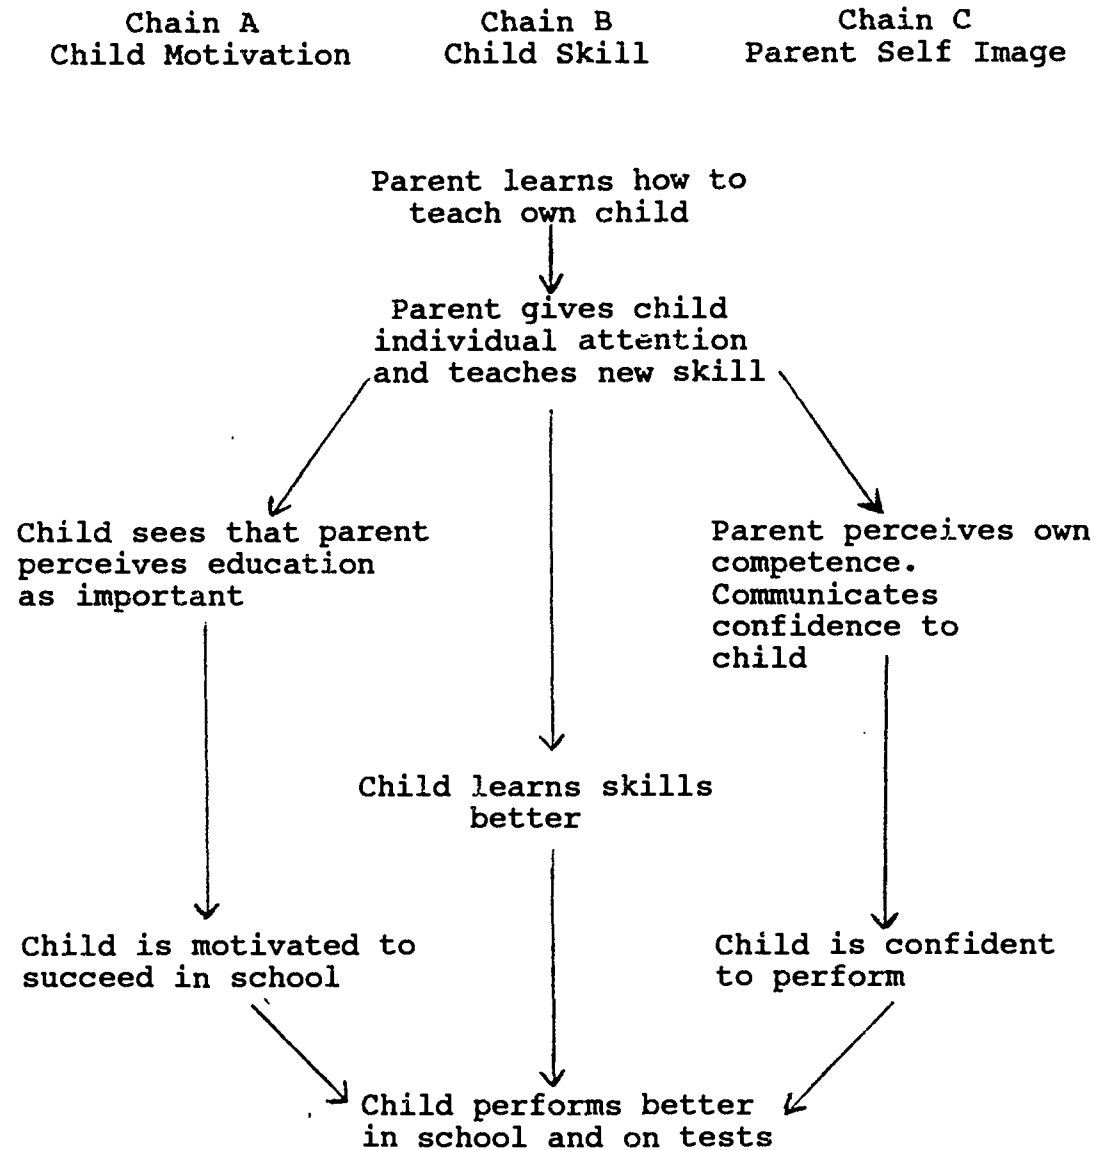 Chain A
Child Motivation
Chain B
Child Skill
Chain C
Parent Self Image
Parent learns how to
teach own child
Parent gives child
individual attention
and teaches new skill
Child sees that parent
perceives education
as important
Parent perceives own
competence.
Communicates
confidence to
child
Child learns skills
better
Child is motivated to
succeed in school
Child is confident
to perform
Child performs better
in school and on tests